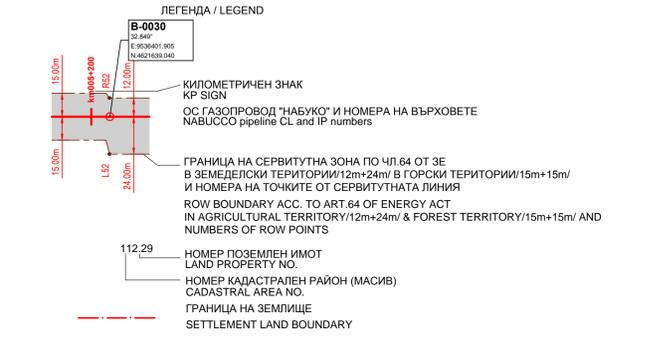 ЛЕГЕНДА / LEGEND
B-0030
32.849°
E:9536401.905
N:4621639.040
15.00m
km005+200
R52
12.00m
15.00m
L52
24.00m
КИЛОМЕТРИЧЕН ЗНАК
KP SIGN
ОС ГАЗОПРОВОД "НАБУКО" И НОМЕРА НА ВЪРХОВЕТЕ
NABUCCO pipeline CL and IP numbers
ГРАНИЦА НА СЕРВИТУТНА ЗОНА ПО ЧЛ.64 ОТ ЗЕ
В ЗЕМЕДЕЛСКИ ТЕРИТОРИИ/12m+24m/ В ГОРСКИ ТЕРИТОРИИ/15m+15m/
И НОМЕРА НА ТОЧКИТЕ ОТ СЕРВИТУТНАТА ЛИНИЯ
ROW BOUNDARY ACC. TO ART.64 OF ENERGY ACT
IN AGRICULTURAL TERRITORY/12m+24m/ & FOREST TERRITORY/15m+15m/ AND
NUMBERS OF ROW POINTS
112.29
НОМЕР ПОЗЕМЛЕН ИМОТ
LAND PROPERTY NO.
НОМЕР КАДАСТРАЛЕН РАЙОН (МАСИВ)
CADASTRAL AREA NO.
ГРАНИЦА НА ЗЕМЛИЩЕ
SETTLEMENT LAND BOUNDARY